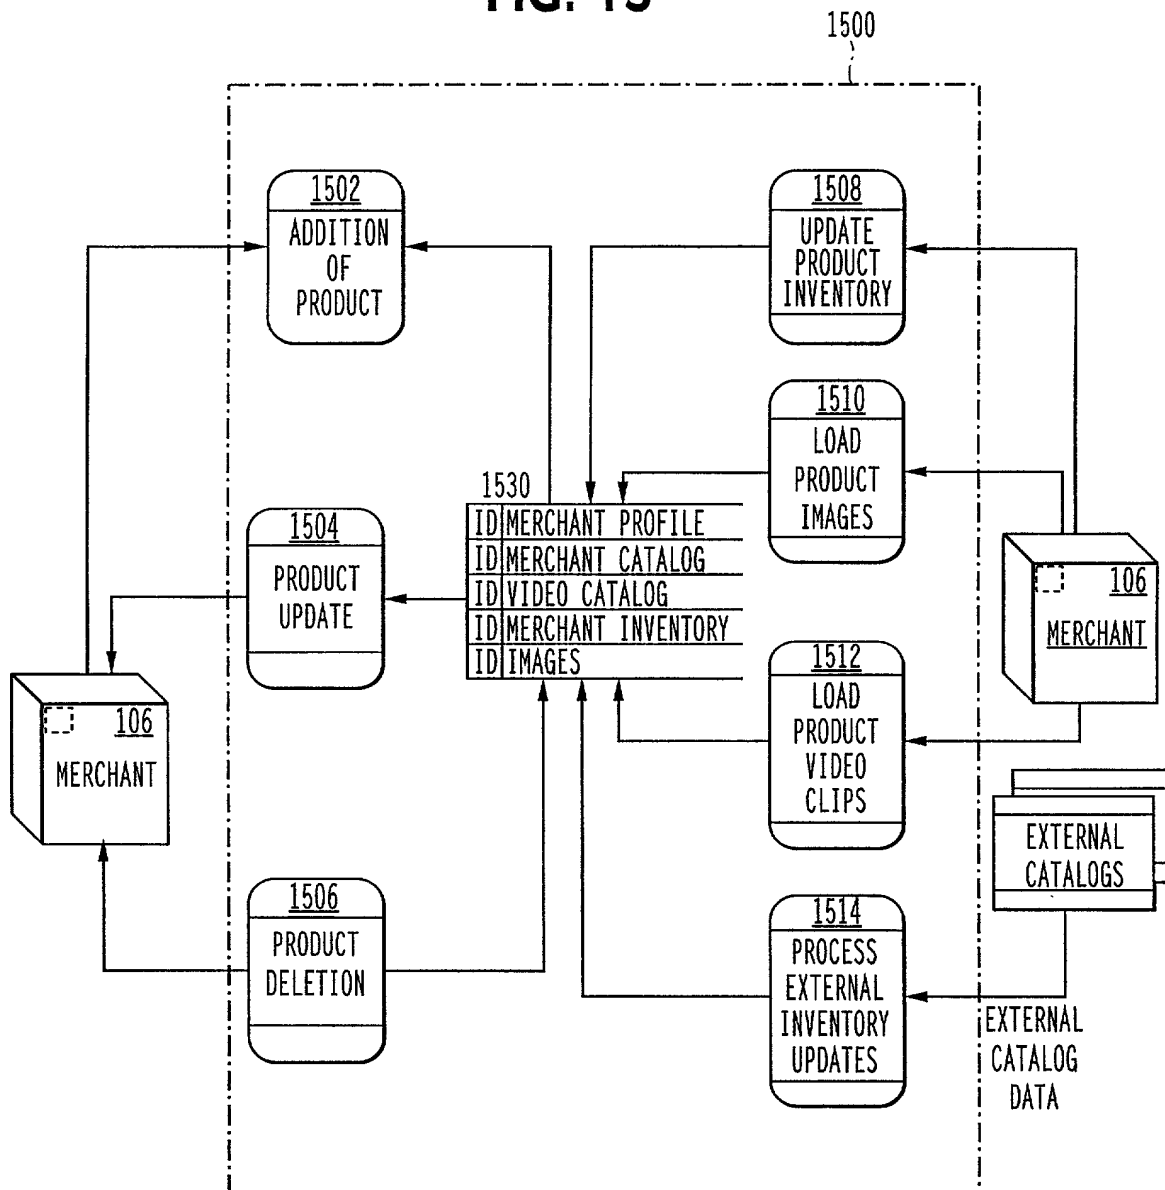 FIG. 15
1500
1502
ADDITION
OF
PRODUCT
1508
UPDATE
PRODUCT
INVENTORY
1510
LOAD
PRODUCT
IMAGES
1530
ID MERCHANT PROFILE
ID MERCHANT CATALOG
ID VIDEO CATALOG
ID MERCHANT INVENTORY
ID IMAGES
1504
PRODUCT
UPDATE
106
MERCHANT
106
MERCHANT
1512
LOAD
PRODUCT
VIDEO
CLIPS
EXTERNAL
CATALOGS
1506
PRODUCT
DELETION
1514
PROCESS
EXTERNAL
INVENTORY
UPDATES
EXTERNAL
CATALOG
DATA